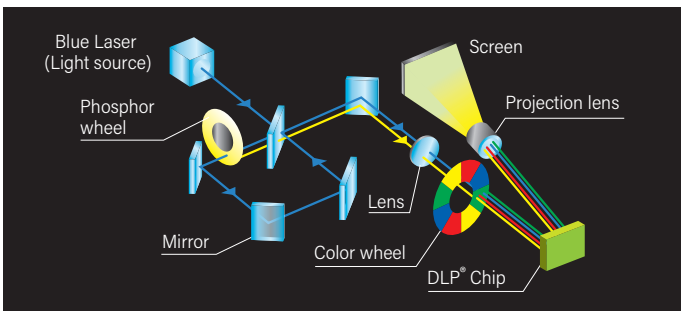 Blue Laser
(Light source)
Screen
Phosphor
wheel
Projection lens
Lens
Mirror
Color wheel
DLP® Chip